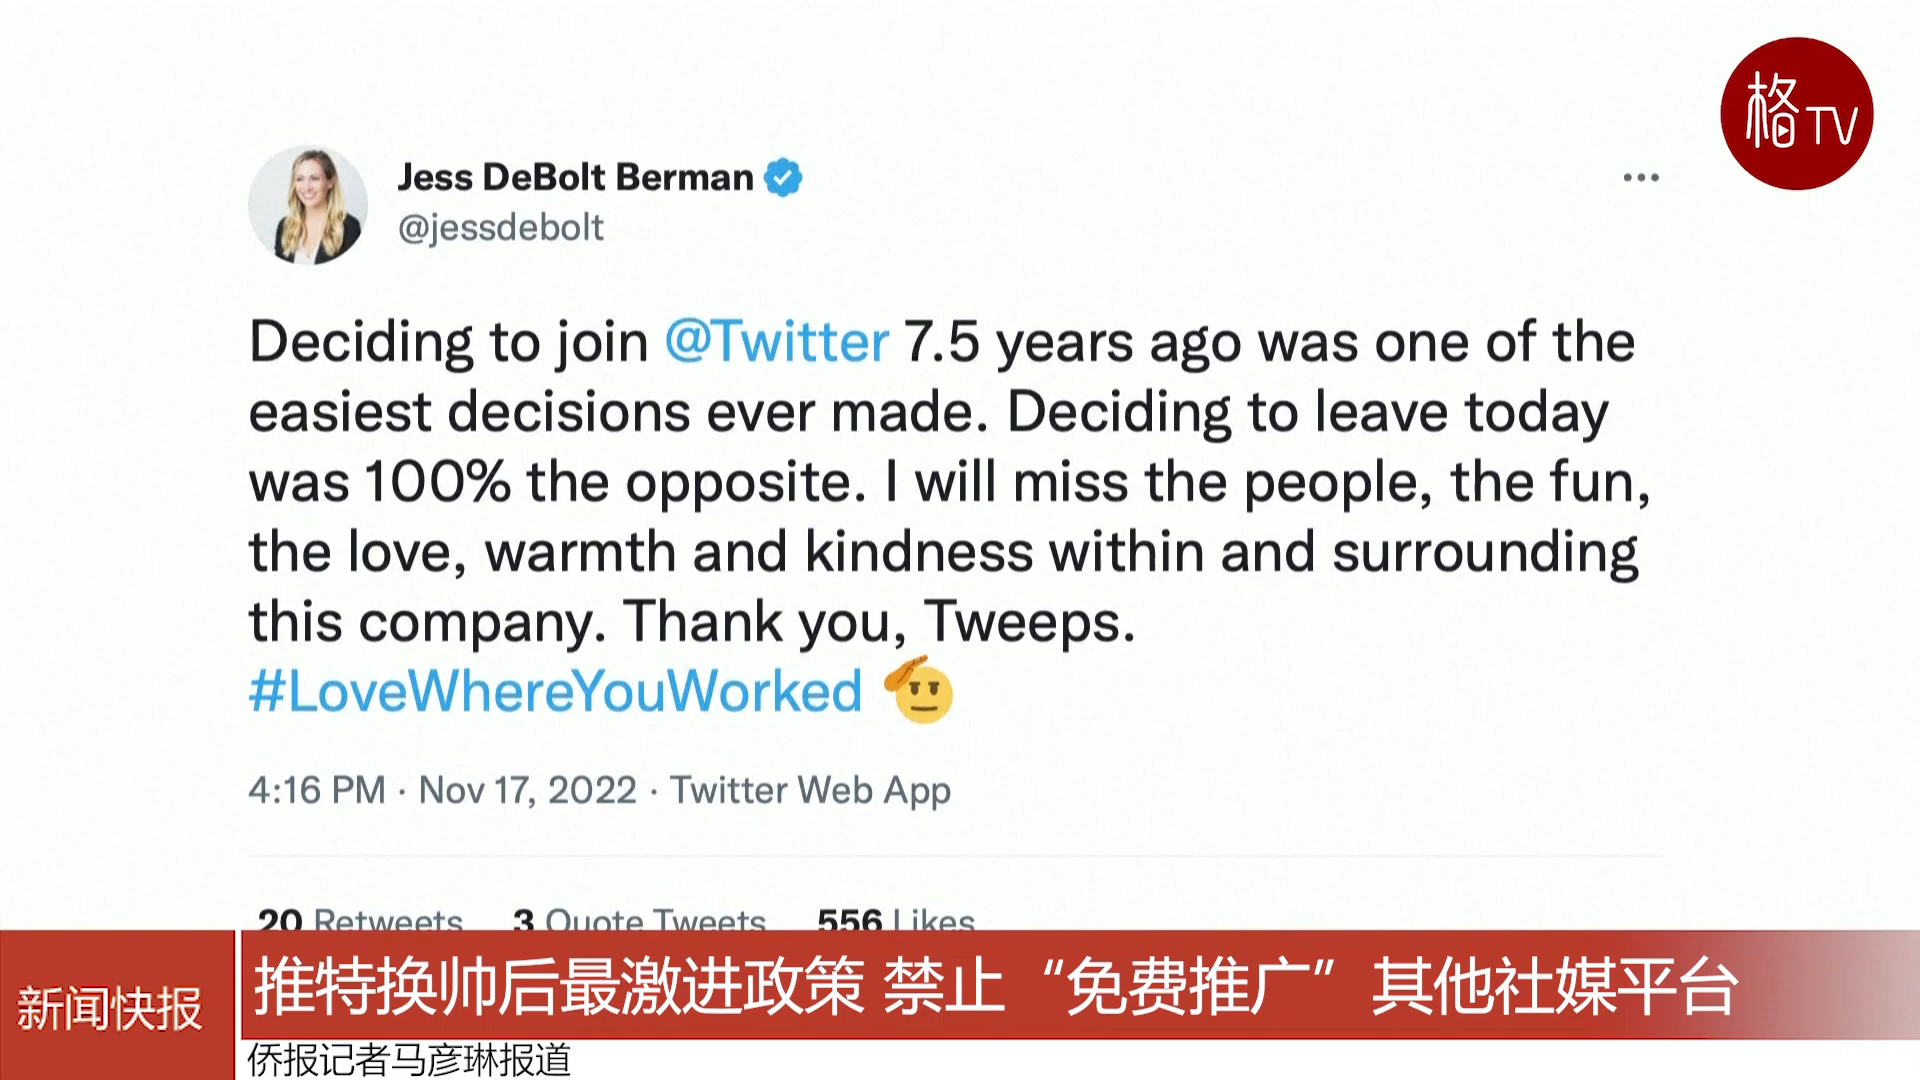 格TV
Jess DeBolt Berman
@jessdebolt
Deciding to join @Twitter 7.5 years ago was one of the
easiest decisions ever made. Deciding to leave today
was 100% the opposite. I will miss the people, the fun,
the love, warmth and kindness within and surrounding
this company. Thank you, Tweeps.
#LoveWhereYouWorked 🫡
4:16 PM · Nov 17, 2022 · Twitter Web App
20 Retweets 3 Quote Tweets 556 Likes
新闻快报
推特换帅后最激进政策 禁止“免费推广”其他社媒平台
侨报记者马彦琳报道